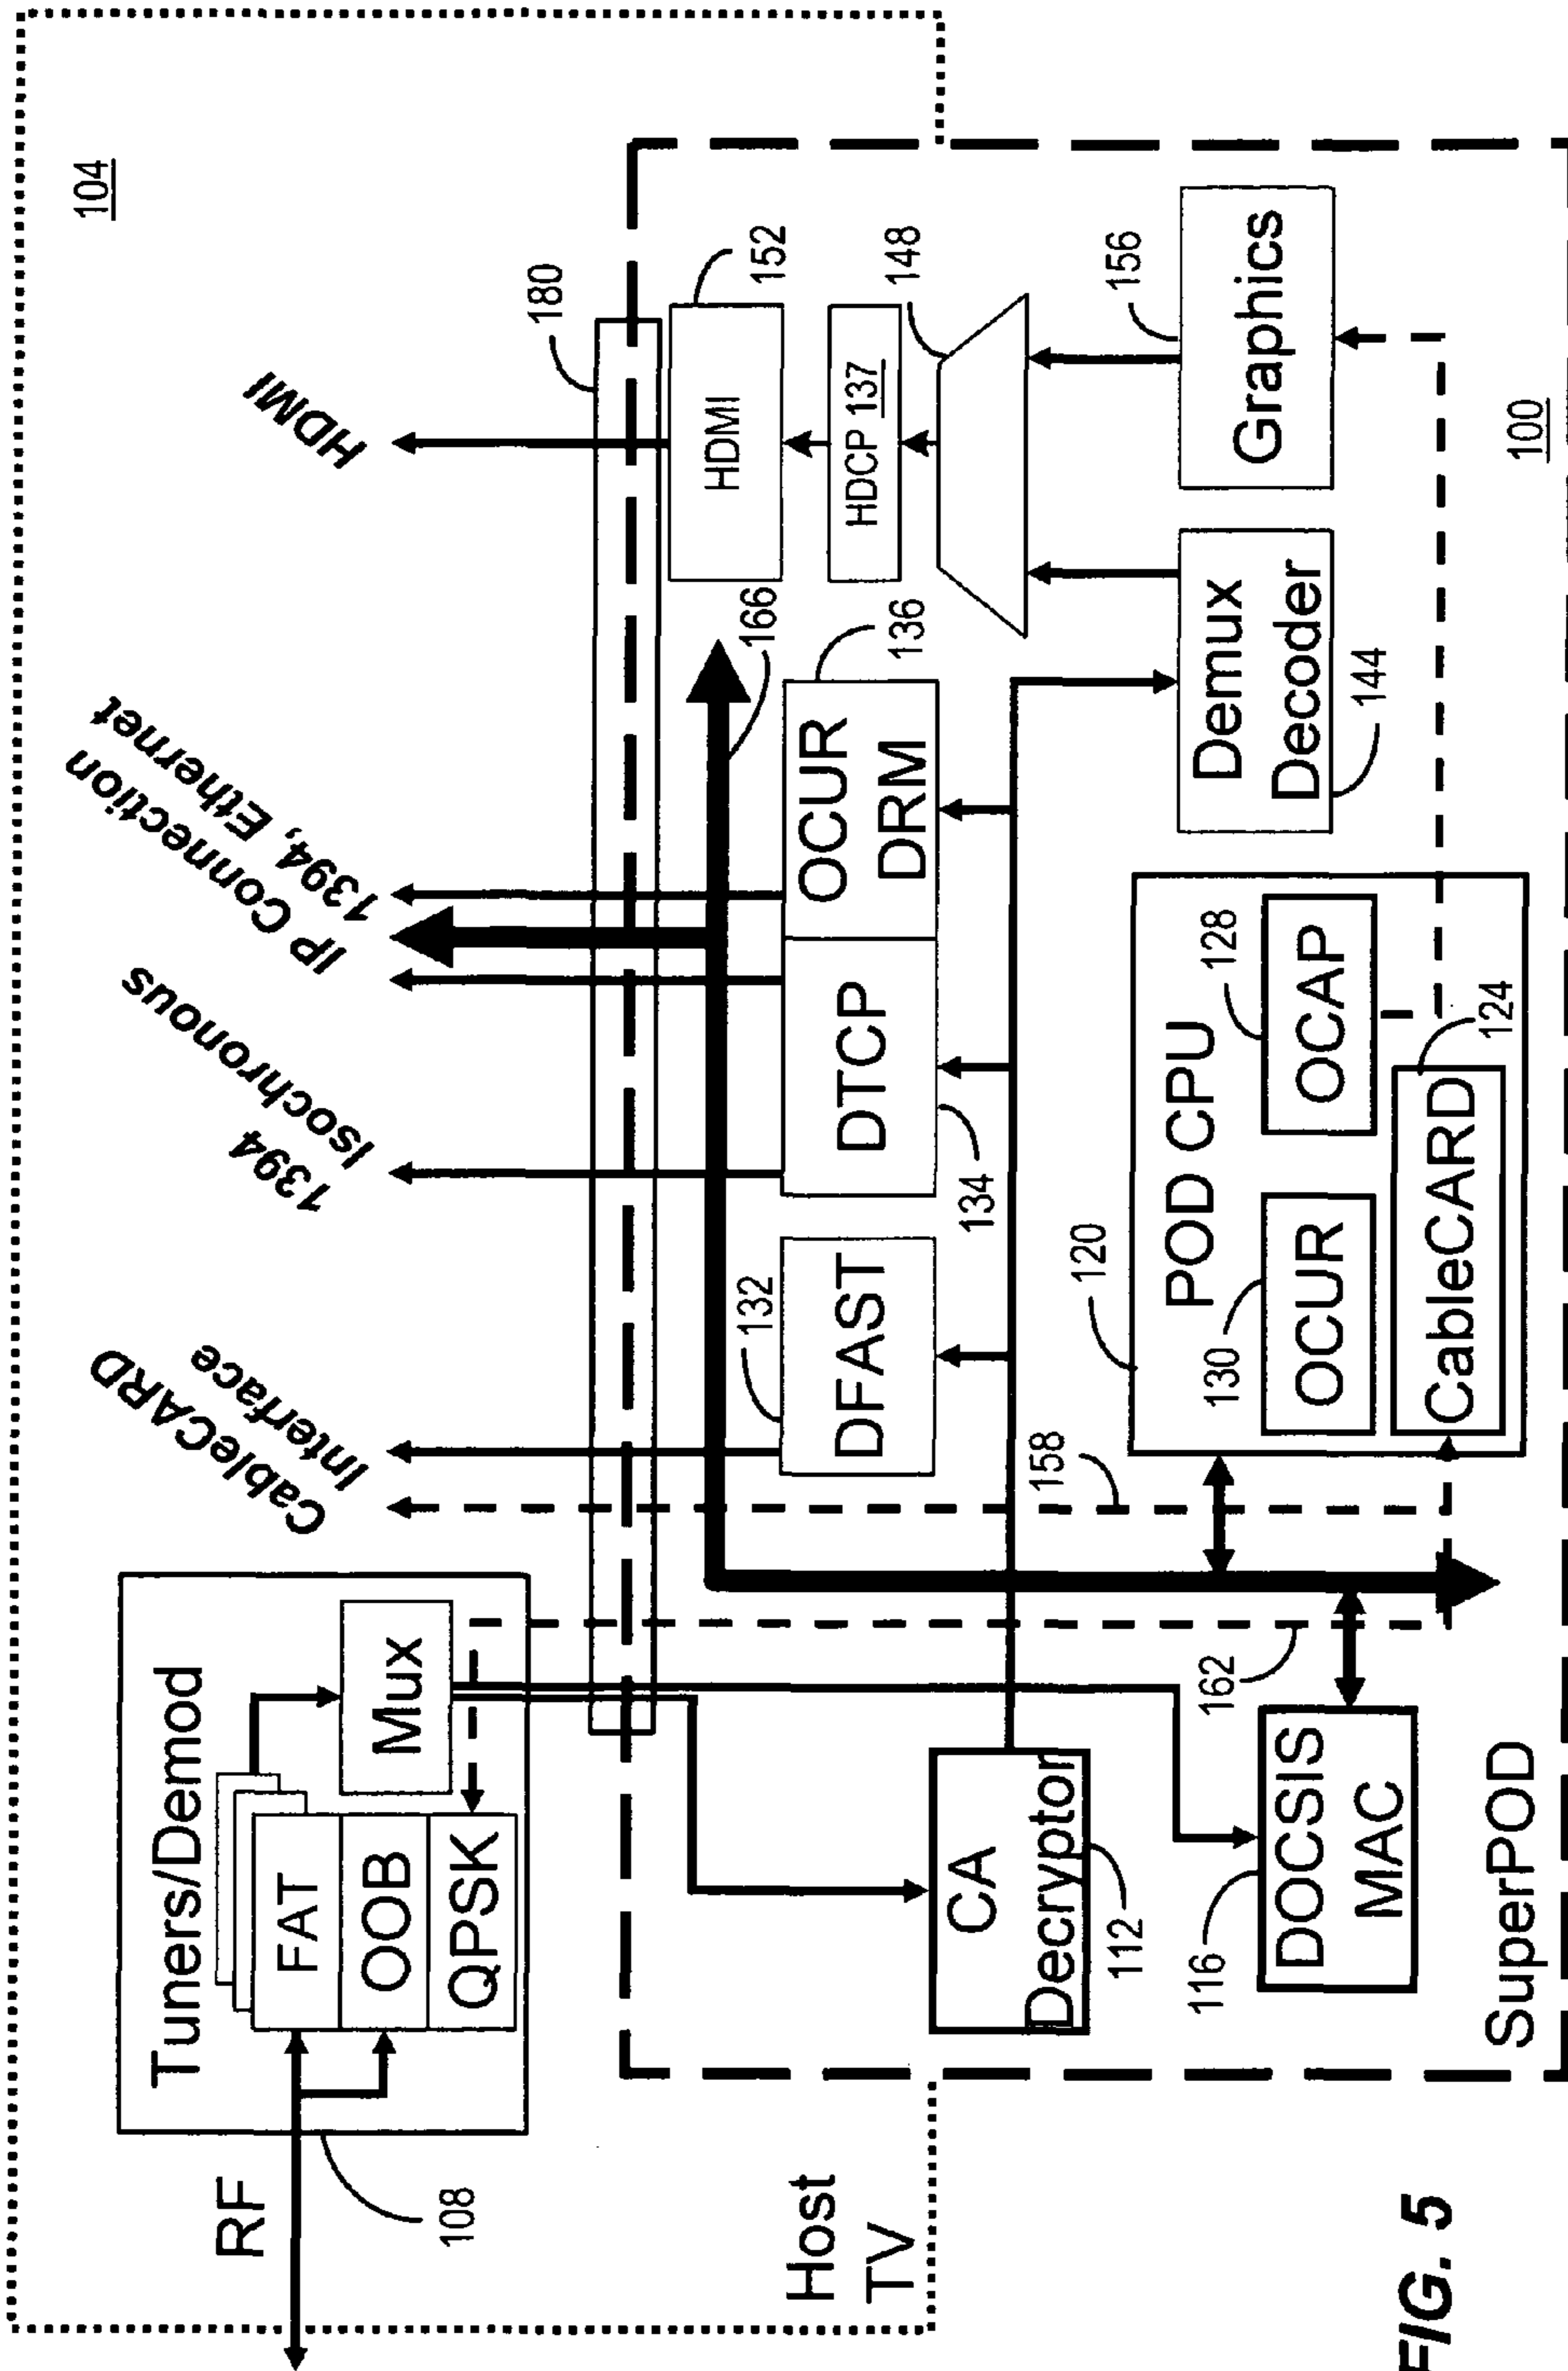 104
RF
108
Tuners/Demod
FAT
OOB
QPSK
Mux
CableCARD
Interface
1394
Isochronous
IP Connection
1394, Ethernet
HDMI
180
Host
TV
166
HDMI
152
HDCP 137
148
DFAST
132
DTCP
134
OCUR
DRM
136
CA
Decryptor
112
158
162
120
POD CPU
130
OCUR
128
OCAP
CableCARD
124
Demux
Decoder
144
Graphics
156
116
DOCSIS
MAC
SuperPOD
100
FIG. 5